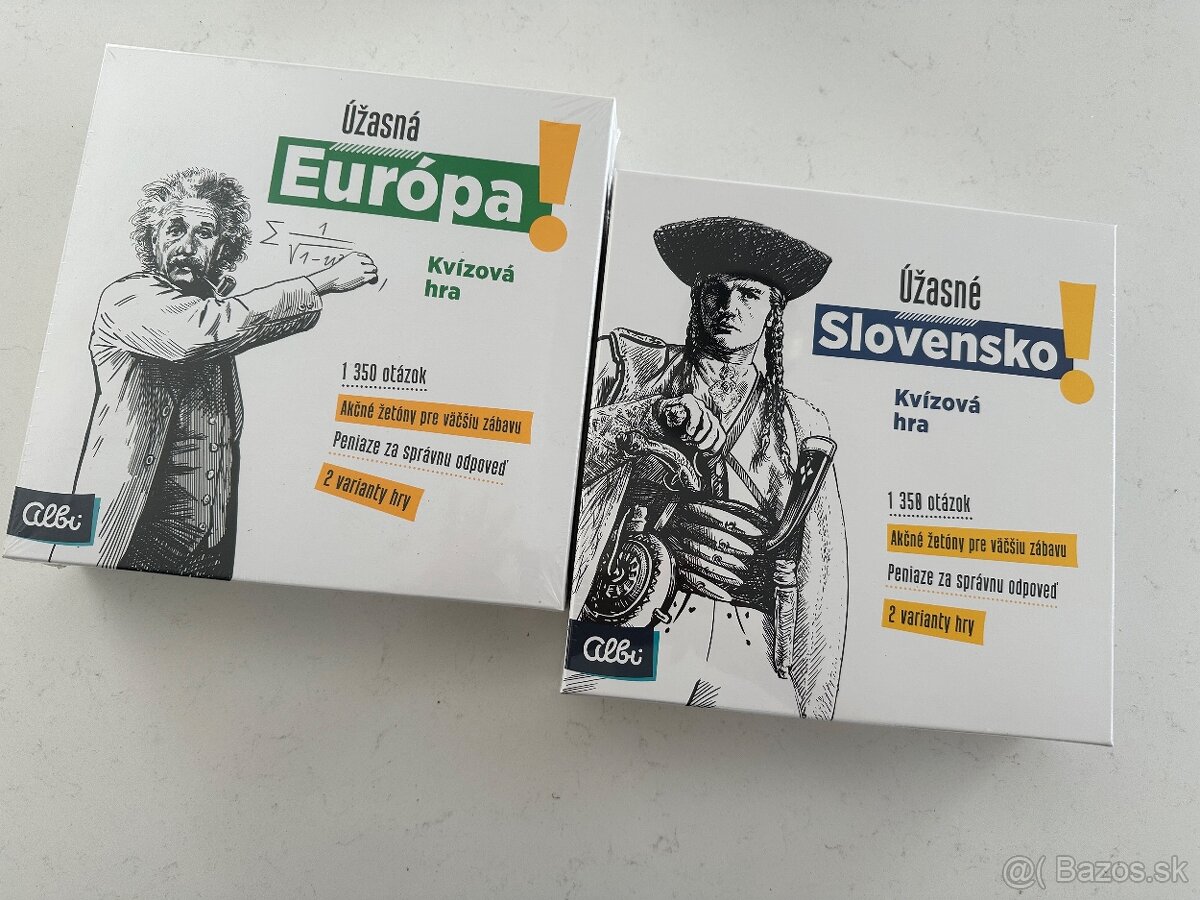 Úžasná
Európa!
Kvízová
hra
1 350 otázok
Akčné žetóny pre väčšiu zábavu
Peniaze za správnu odpoveď
2 varianty hry
Albi
Úžasné
Slovensko!
Kvízová
hra
1 350 otázok
Akčné žetóny pre väčšiu zábavu
Peniaze za správnu odpoveď
2 varianty hry
Albi
@( Bazos.sk